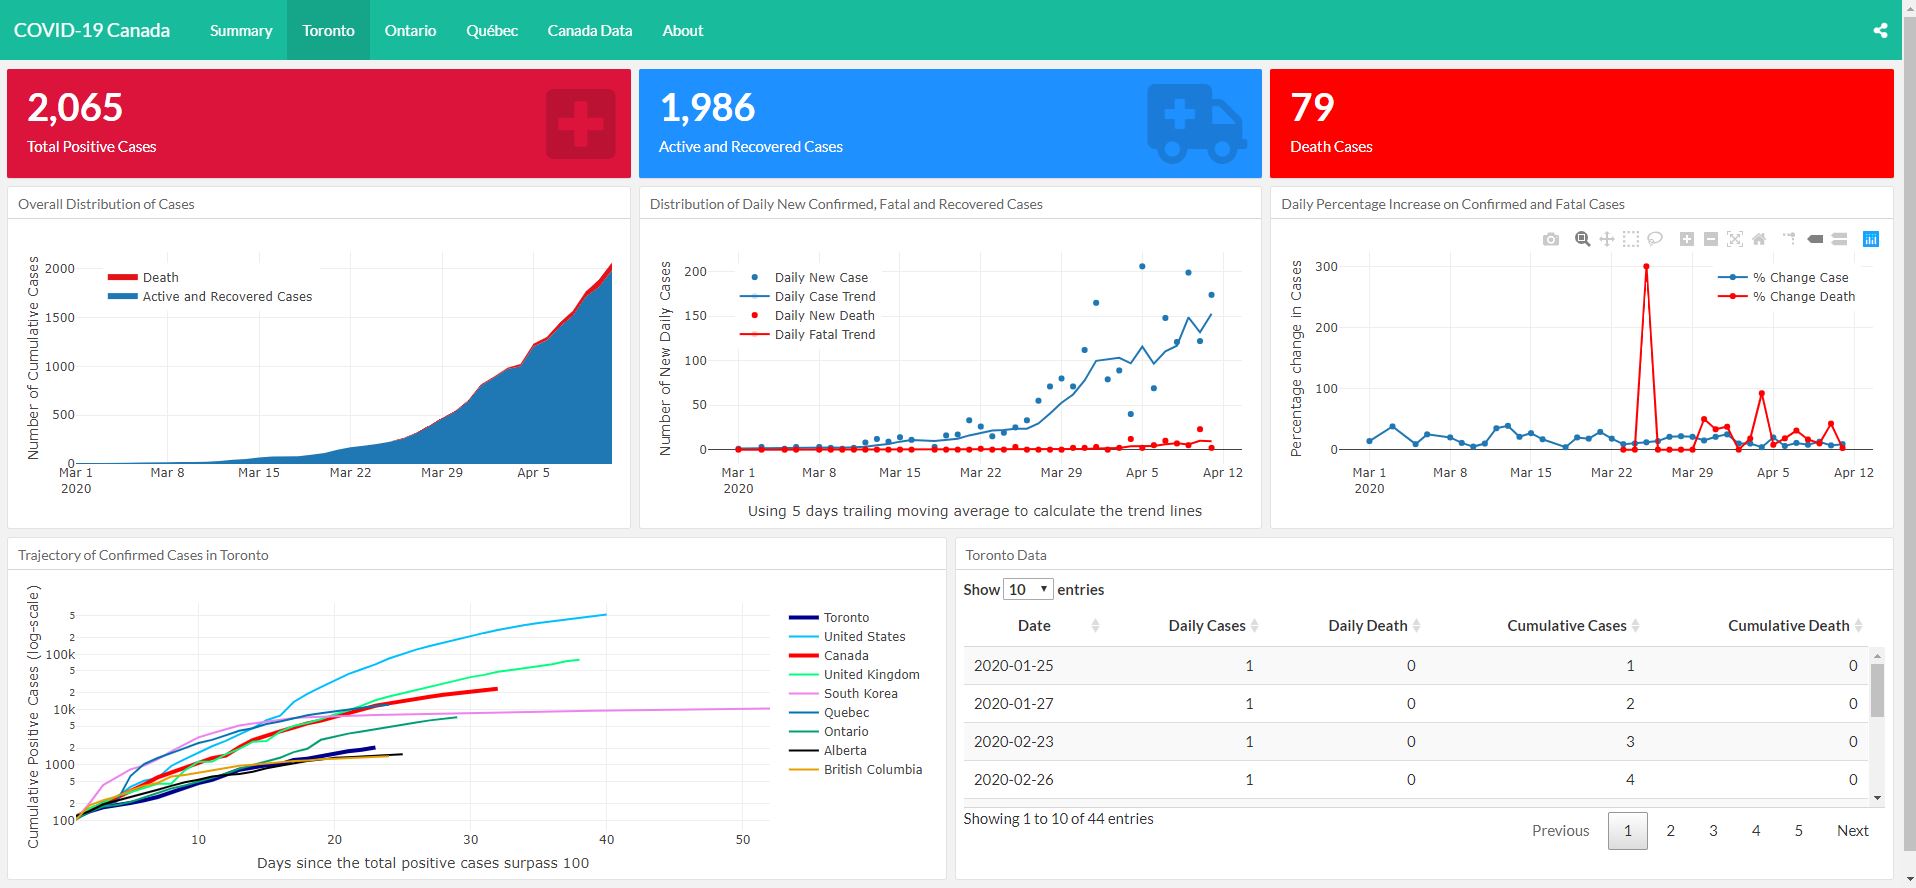 COVID-19 Canada Summary Toronto Ontario Québec Canada Data About
2,065
Total Positive Cases
1,986
Active and Recovered Cases
79
Death Cases
Overall Distribution of Cases
Number of Cumulative Cases
2000
1500
1000
500
0
Death
Active and Recovered Cases
Mar 1 Mar 8 Mar 15 Mar 22 Mar 29 Apr 5
2020
Distribution of Daily New Confirmed, Fatal and Recovered Cases
Number of New Daily Cases
200
150
100
50
0
Daily New Case
Daily Case Trend
Daily New Death
Daily Fatal Trend
Mar 1 Mar 8 Mar 15 Mar 22 Mar 29 Apr 5 Apr 12
2020
Using 5 days trailing moving average to calculate the trend lines
Daily Percentage Increase on Confirmed and Fatal Cases
Percentage change in Cases
300
200
100
0
% Change Case
% Change Death
Mar 1 Mar 8 Mar 15 Mar 22 Mar 29 Apr 5 Apr 12
2020
Trajectory of Confirmed Cases in Toronto
Cumulative Positive Cases (log-scale)
5
2
100k
5
2
10k
5
2
1000
5
2
100
10 20 30 40 50
Days since the total positive cases surpass 100
Toronto
United States
Canada
United Kingdom
South Korea
Quebec
Ontario
Alberta
British Columbia
Toronto Data
Show 10 entries
Date Daily Cases Daily Death Cumulative Cases Cumulative Death
2020-01-25 1 0 1 0
2020-01-27 1 0 2 0
2020-02-23 1 0 3 0
2020-02-26 1 0 4 0
Showing 1 to 10 of 44 entries
Previous 1 2 3 4 5 Next